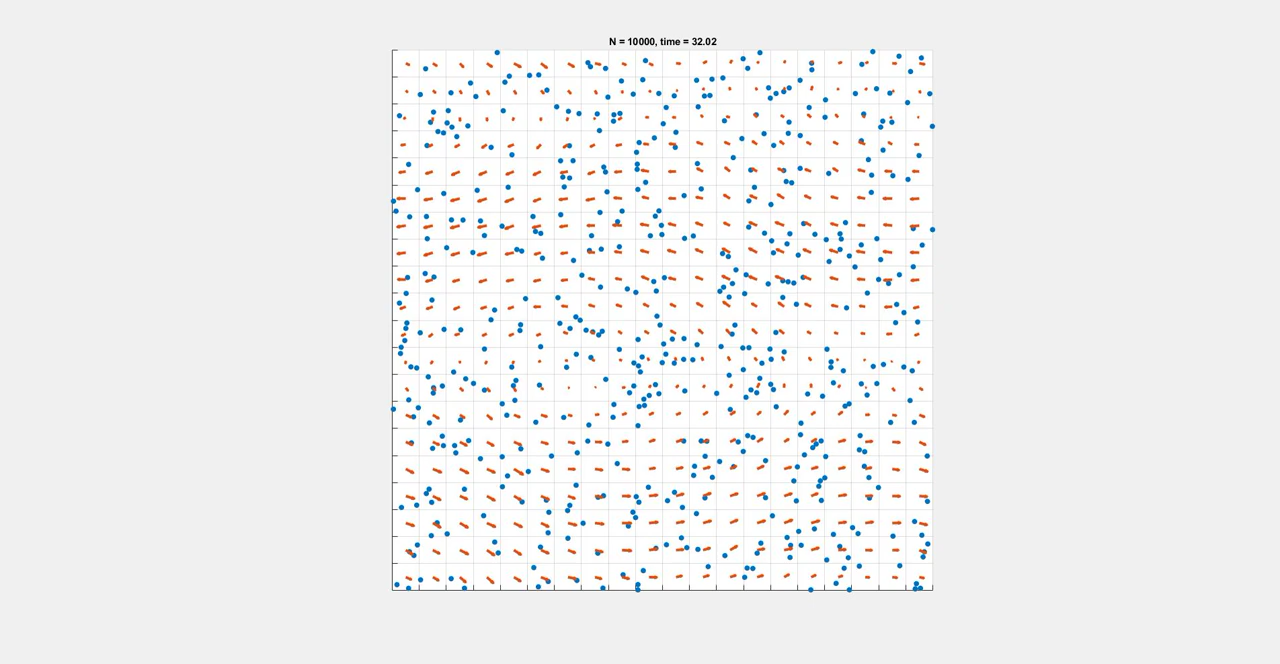 N = 10000, time = 32.02